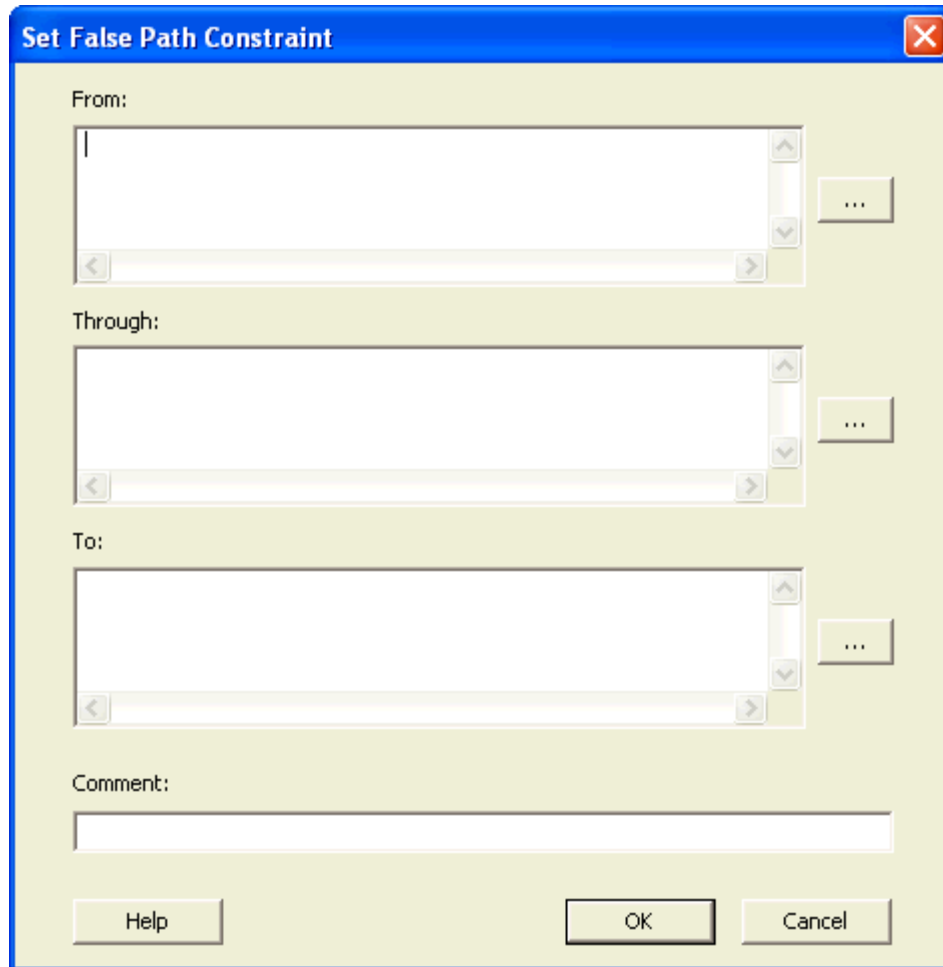 Set False Path Constraint
From:
...
Through:
...
To:
...
Comment:
Help
OK
Cancel